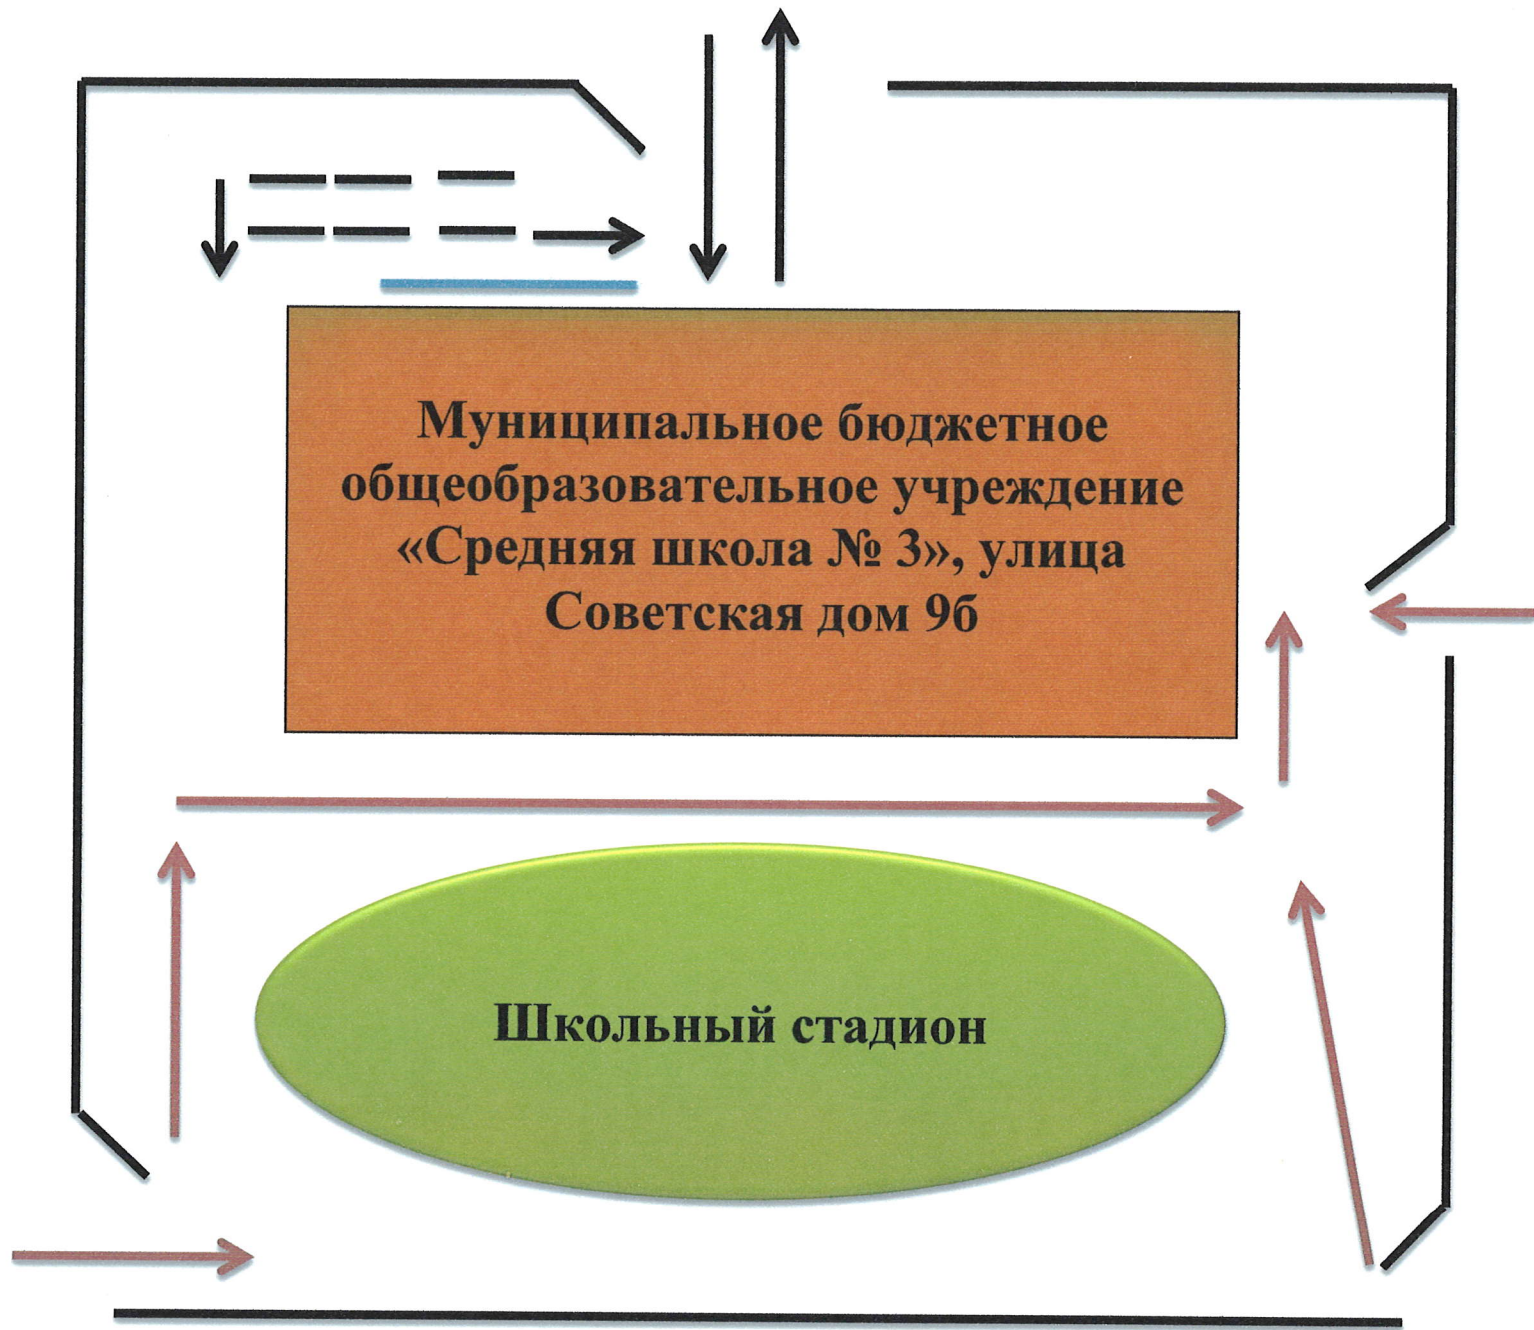 Муниципальное бюджетное
общеобразовательное учреждение
«Средняя школа № 3», улица
Советская дом 9б
Школьный стадион